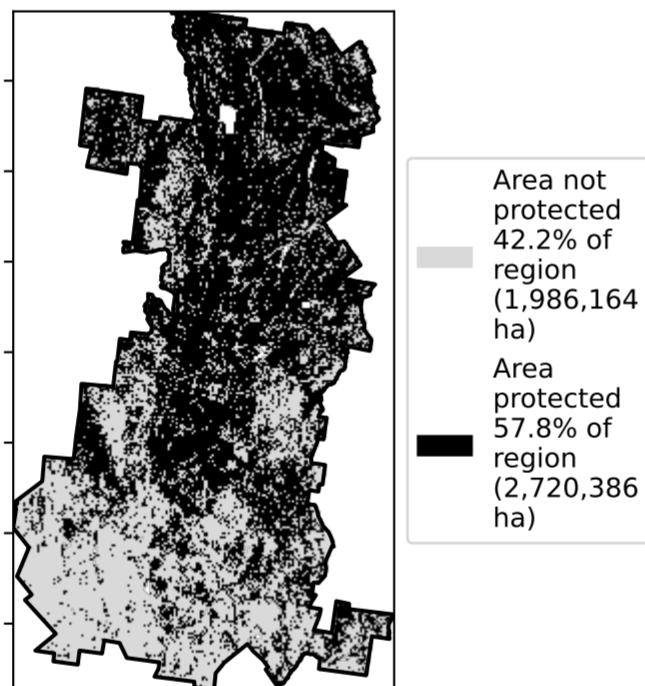 Area not
protected
42.2% of
region
(1,986,164
ha)
Area
protected
57.8% of
region
(2,720,386
ha)